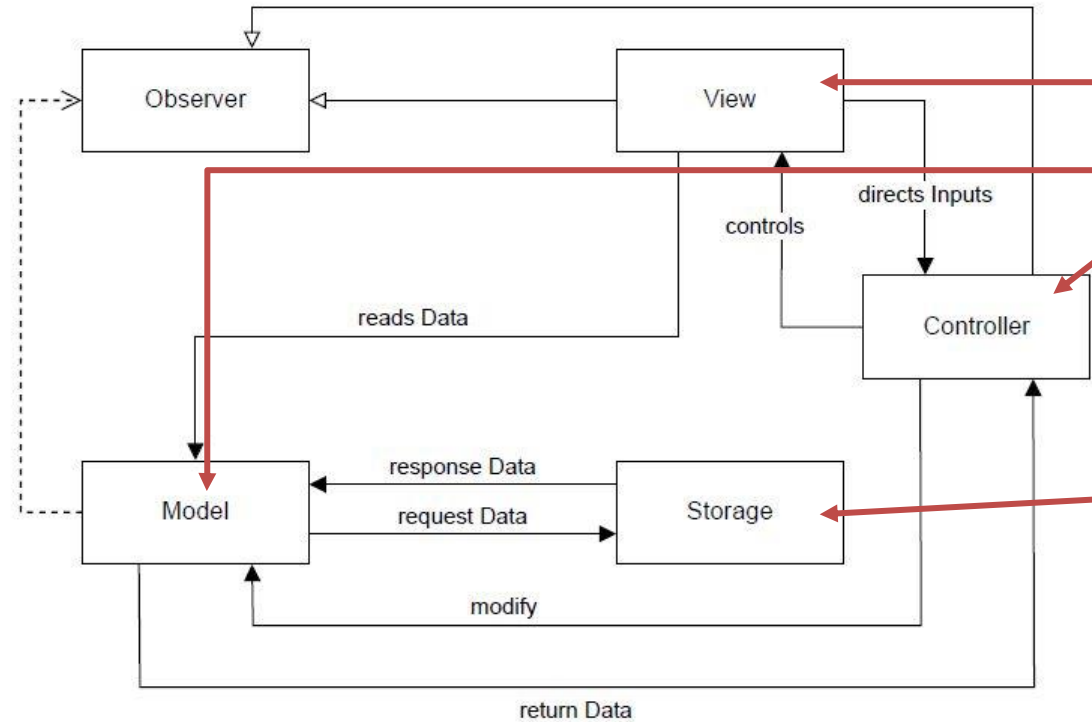 Observer
View
directs Inputs
controls
reads Data
Controller
response Data
Model
request Data
Storage
modify
return Data